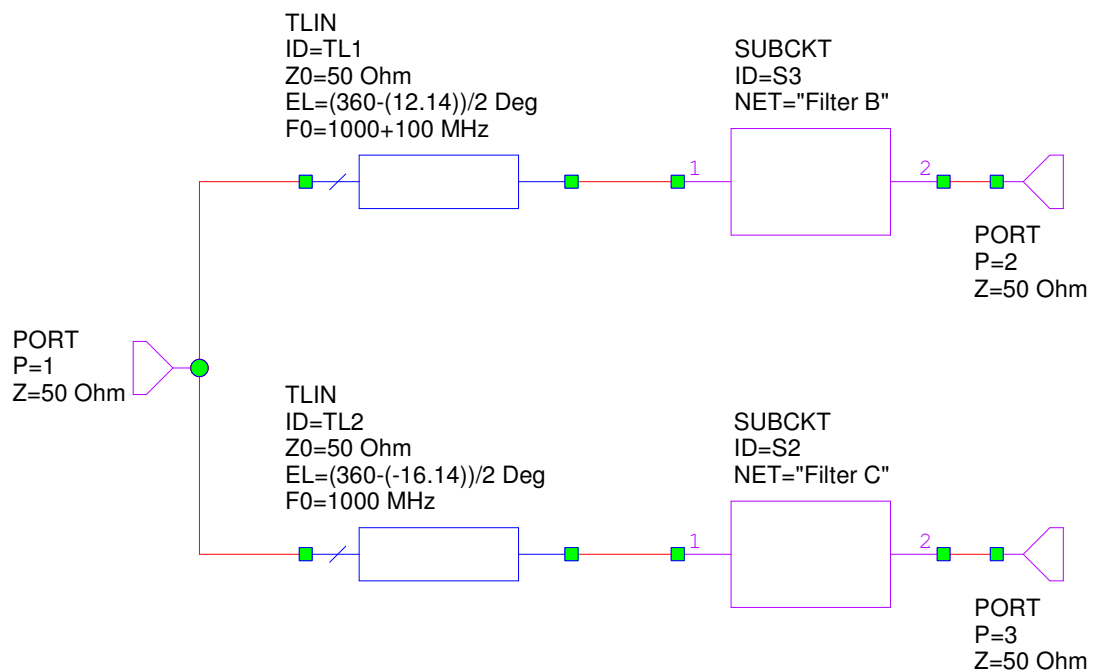 TLIN
ID=TL1
Z0=50 Ohm
EL=(360-(12.14))/2 Deg
F0=1000+100 MHz
SUBCKT
ID=S3
NET="Filter B"
1
2
PORT
P=2
Z=50 Ohm
PORT
P=1
Z=50 Ohm
TLIN
ID=TL2
Z0=50 Ohm
EL=(360-(-16.14))/2 Deg
F0=1000 MHz
SUBCKT
ID=S2
NET="Filter C"
1
2
PORT
P=3
Z=50 Ohm